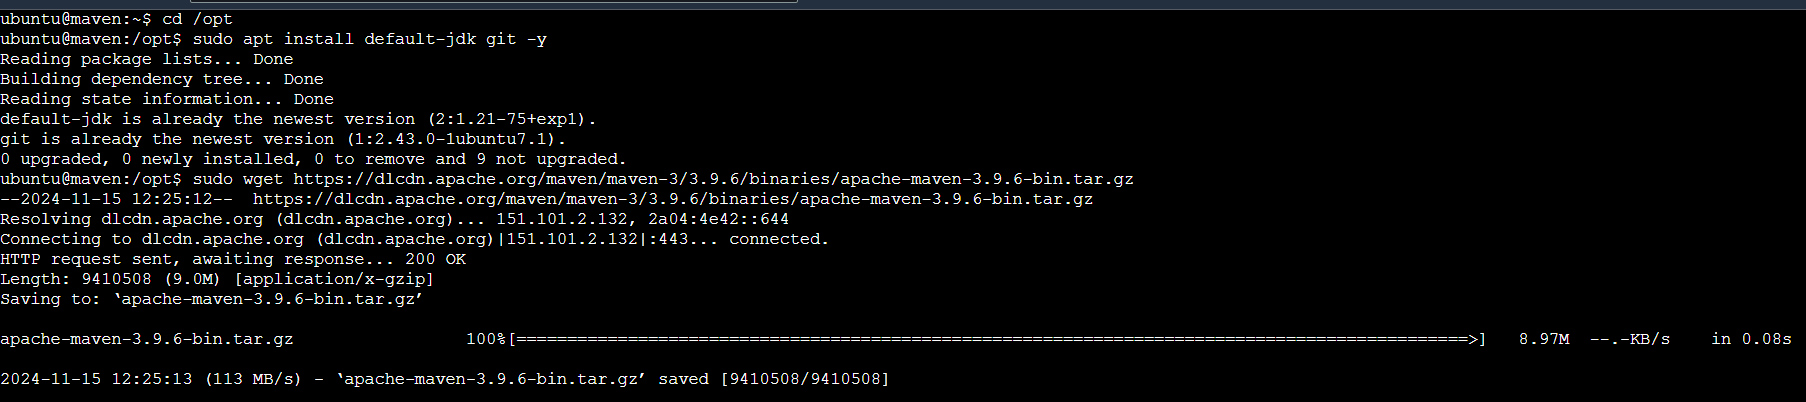 ubuntu@maven:~$ cd /opt
ubuntu@maven:/opt$ sudo apt install default-jdk git -y
Reading package lists... Done
Building dependency tree... Done
Reading state information... Done
default-jdk is already the newest version (2:1.21-75+exp1).
git is already the newest version (1:2.43.0-1ubuntu7.1).
0 upgraded, 0 newly installed, 0 to remove and 9 not upgraded.
ubuntu@maven:/opt$ sudo wget https://dlcdn.apache.org/maven/maven-3/3.9.6/binaries/apache-maven-3.9.6-bin.tar.gz
--2024-11-15 12:25:12--  https://dlcdn.apache.org/maven/maven-3/3.9.6/binaries/apache-maven-3.9.6-bin.tar.gz
Resolving dlcdn.apache.org (dlcdn.apache.org)... 151.101.2.132, 2a04:4e42::644
Connecting to dlcdn.apache.org (dlcdn.apache.org)|151.101.2.132|:443... connected.
HTTP request sent, awaiting response... 200 OK
Length: 9410508 (9.0M) [application/x-gzip]
Saving to: ‘apache-maven-3.9.6-bin.tar.gz’
apache-maven-3.9.6-bin.tar.gz                 100%[==============================================================================================>]   8.97M  --.-KB/s    in 0.08s
2024-11-15 12:25:13 (113 MB/s) - ‘apache-maven-3.9.6-bin.tar.gz’ saved [9410508/9410508]